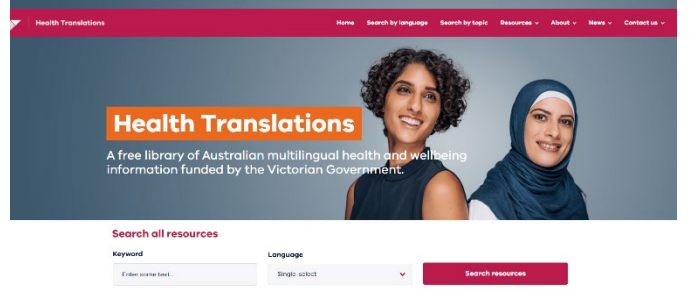 Health Translations
Home Search by language Search by topic Resources About News Contact us
Health Translations
A free library of Australian multilingual health and wellbeing
information funded by the Victorian Government.
Search all resources
Keyword Language
Enter some text... Single-select Search resources